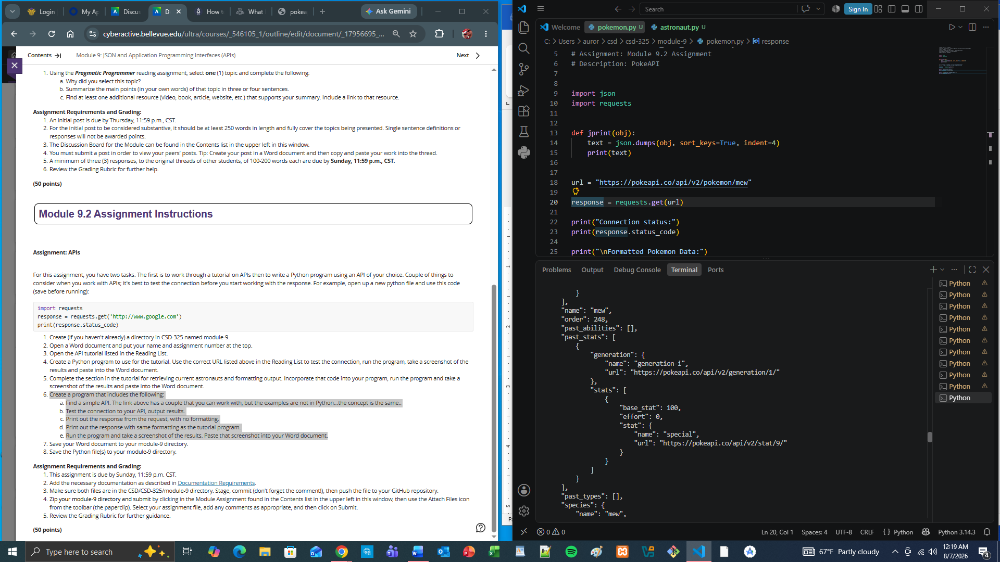 Login
My Ap
Discus
D
How t
What
pokea
Ask Gemini
cyberactive.bellevue.edu/ultra/courses/_546105_1/outline/edit/document/_17956695_...
Contents
Module 9: JSON and Application Programming Interfaces (APIs)
Next
1. Using the Pragmatic Programmer reading assignment, select one (1) topic and complete the following:
a. Why did you select this topic?
b. Summarize the main points (in your own words) of that topic in three or four sentences.
c. Find at least one additional resource (video, book, article, website, etc.) that supports your summary. Include a link to that resource.
Assignment Requirements and Grading:
1. An initial post is due by Thursday, 11:59 p.m., CST.
2. For the initial post to be considered substantive, it should be at least 250 words in length and fully cover the topics being presented. Single sentence definitions or
responses will not be awarded points.
3. The Discussion Board for the Module can be found in the Contents list in the upper left in this window.
4. You must submit a post in order to view your peers' posts. Tip: Create your post in a Word document and then copy and paste your work into the thread.
5. A minimum of three (3) responses, to the original threads of other students, of 100-200 words each are due by Sunday, 11:59 p.m., CST.
6. Review the Grading Rubric for further help.
(50 points)
Module 9.2 Assignment Instructions
Assignment: APIs
For this assignment, you have two tasks. The first is to work through a tutorial on APIs then to write a Python program using an API of your choice. Couple of things to
consider when you work with APIs; it's best to test the connection before you start working with the response. For example, open up a new python file and use this code
(save before running):
import requests
response = requests.get('http://www.google.com')
print(response.status_code)
1. Create (if you haven't already) a directory in CSD-325 named module-9.
2. Open a Word document and put your name and assignment number at the top.
3. Open the API tutorial listed in the Reading List.
4. Create a Python program to use for the tutorial. Use the correct URL listed above in the Reading List to test the connection, run the program, take a screenshot of the
results and paste into the Word document.
5. Complete the section in the tutorial for retrieving current astronauts and formatting output. Incorporate that code into your program, run the program and take a
screenshot of the results and paste into the Word document.
6. Create a program that includes the following:
a. Find a simple API. The link above has a couple that you can work with, but the examples are not in Python...the concept is the same..
b. Test the connection to your API, output results.
c. Print out the response from the request, with no formatting.
d. Print out the response with same formatting as the tutorial program.
e. Run the program and take a screenshot of the results. Paste that screenshot into your Word document.
7. Save your Word document to your module-9 directory.
8. Save the Python file(s) to your module-9 directory.
Assignment Requirements and Grading:
1. This assignment is due by Sunday, 11:59 p.m. CST.
2. Add the necessary documentation as described in Documentation Requirements.
3. Make sure both files are in the CSD/CSD-325/module-9 directory. Stage, commit (don't forget the comment!), then push the file to your GitHub repository.
4. Zip your module-9 directory and submit by clicking in the Module Assignment found in the Contents list in the upper left in this window, then use the Attach Files icon
from the toolbar (the paperclip). Select your assignment file, add any comments as appropriate, and then click on Submit.
5. Review the Grading Rubric for further guidance.
(50 points)
Search
Sign In
Welcome
pokemon.py U
astronaut.py U
C: > Users > auror > csd > csd-325 > module-9 > pokemon.py > response
5 # Assignment: Module 9.2 Assignment
6 # Description: PokeAPI
7
8
9 import json
10 import requests
11
12
13 def jprint(obj):
14 text = json.dumps(obj, sort_keys=True, indent=4)
15 print(text)
16
17
18 url = "https://pokeapi.co/api/v2/pokemon/mew"
19
20 response = requests.get(url)
21
22 print("Connection status:")
23 print(response.status_code)
24
25 print("\nFormatted Pokemon Data:")
Problems
Output
Debug Console
Terminal
Ports
}
],
"name": "mew",
"order": 248,
"past_abilities": [],
"past_stats": [
{
"generation": {
"name": "generation-i",
"url": "https://pokeapi.co/api/v2/generation/1/"
},
"stats": [
{
"base_stat": 100,
"effort": 0,
"stat": {
"name": "special",
"url": "https://pokeapi.co/api/v2/stat/9/"
}
}
]
}
],
"past_types": [],
"species": {
"name": "mew",
Python
Python
Python
Python
Python
Python
Python
Python
Python
Python
Python
0 0
Ln 20, Col 1
Spaces: 4
UTF-8
CRLF
{ } Python
Python 3.14.3
Type here to search
67°F Partly cloudy
12:19 AM
8/7/2026
4